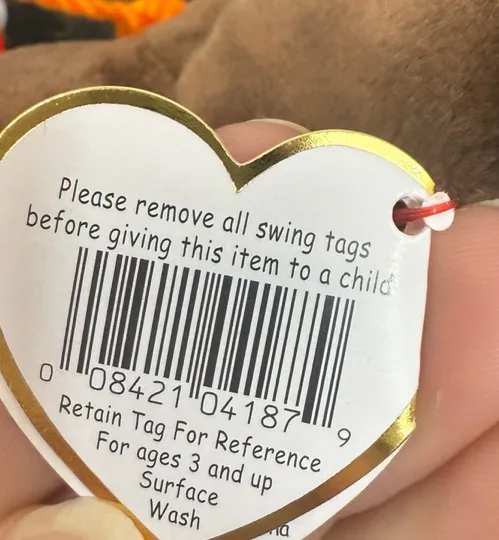 Please remove all swing tags
before giving this item to a child
0 08421 04187 9
Retain Tag For Reference
For ages 3 and up
Surface
Wash